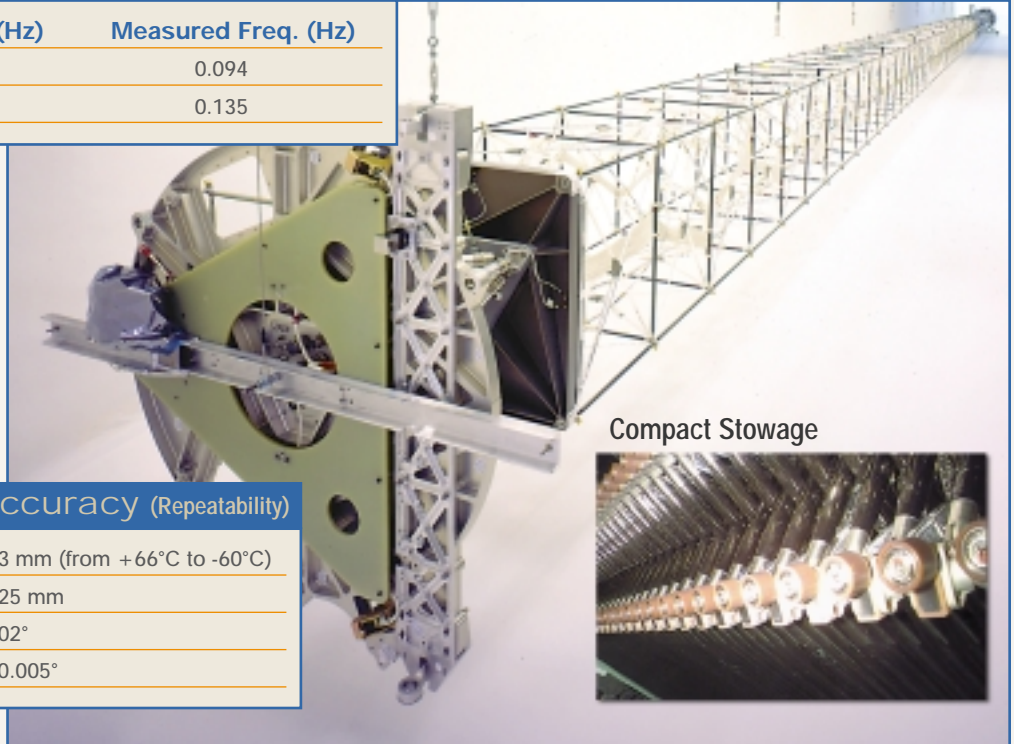 (Hz) Measured Freq. (Hz)
0.094
0.135
Compact Stowage
ccuracy (Repeatability)
3 mm (from +66°C to -60°C)
25 mm
02°
0.005°